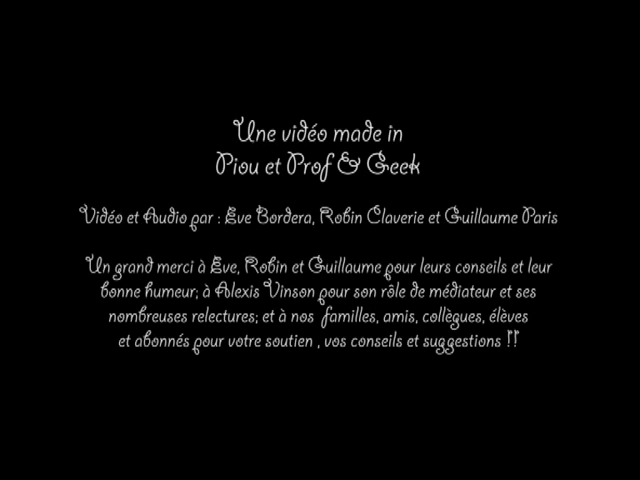 Une vidéo made in
Piou et Prof & Geek
Vidéo et Audio par : Eve Bordera, Robin Claverie et Guillaume Paris
Un grand merci à Eve, Robin et Guillaume pour leurs conseils et leur
bonne humeur; à Alexis Vinson pour son rôle de médiateur et ses
nombreuses relectures; et à nos familles, amis, collègues, élèves
et abonnés pour votre soutien , vos conseils et suggestions !!